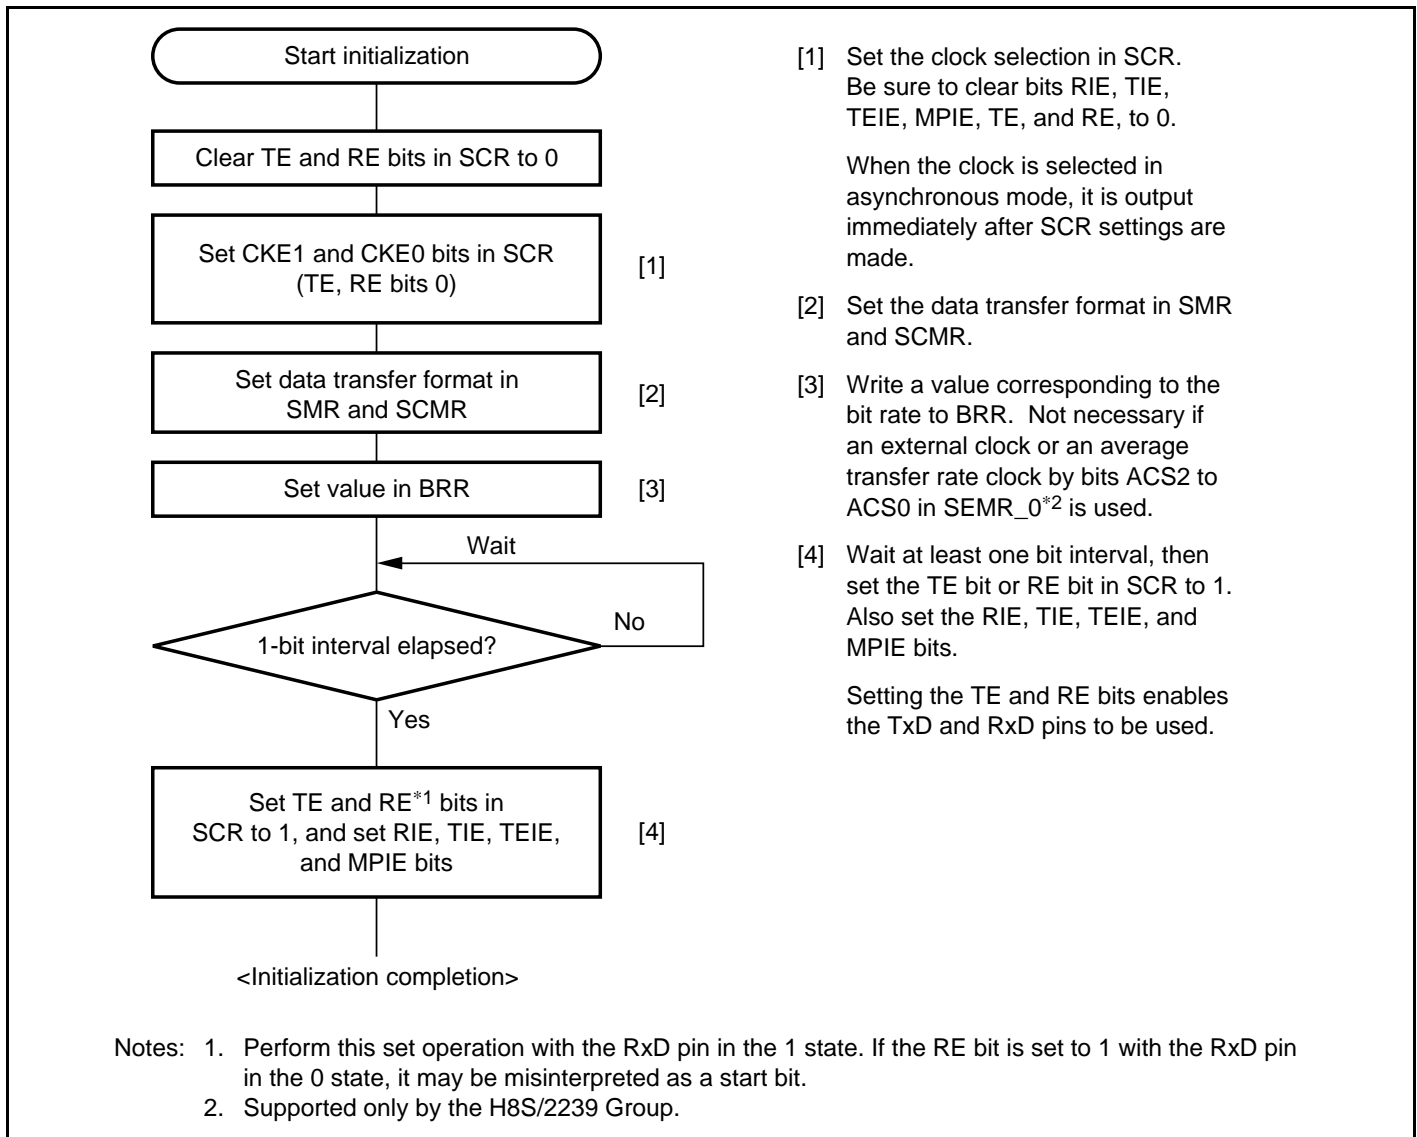 Start initialization
Clear TE and RE bits in SCR to 0
Set CKE1 and CKE0 bits in SCR
(TE, RE bits 0)
[1]
Set data transfer format in
SMR and SCMR
[2]
Set value in BRR
[3]
Wait
1-bit interval elapsed?
No
Yes
Set TE and RE*1 bits in
SCR to 1, and set RIE, TIE, TEIE,
and MPIE bits
[4]
<Initialization completion>
[1] Set the clock selection in SCR.
Be sure to clear bits RIE, TIE,
TEIE, MPIE, TE, and RE, to 0.
When the clock is selected in
asynchronous mode, it is output
immediately after SCR settings are
made.
[2] Set the data transfer format in SMR
and SCMR.
[3] Write a value corresponding to the
bit rate to BRR. Not necessary if
an external clock or an average
transfer rate clock by bits ACS2 to
ACS0 in SEMR_0*2 is used.
[4] Wait at least one bit interval, then
set the TE bit or RE bit in SCR to 1.
Also set the RIE, TIE, TEIE, and
MPIE bits.
Setting the TE and RE bits enables
the TxD and RxD pins to be used.
Notes: 1. Perform this set operation with the RxD pin in the 1 state. If the RE bit is set to 1 with the RxD pin
in the 0 state, it may be misinterpreted as a start bit.
2. Supported only by the H8S/2239 Group.